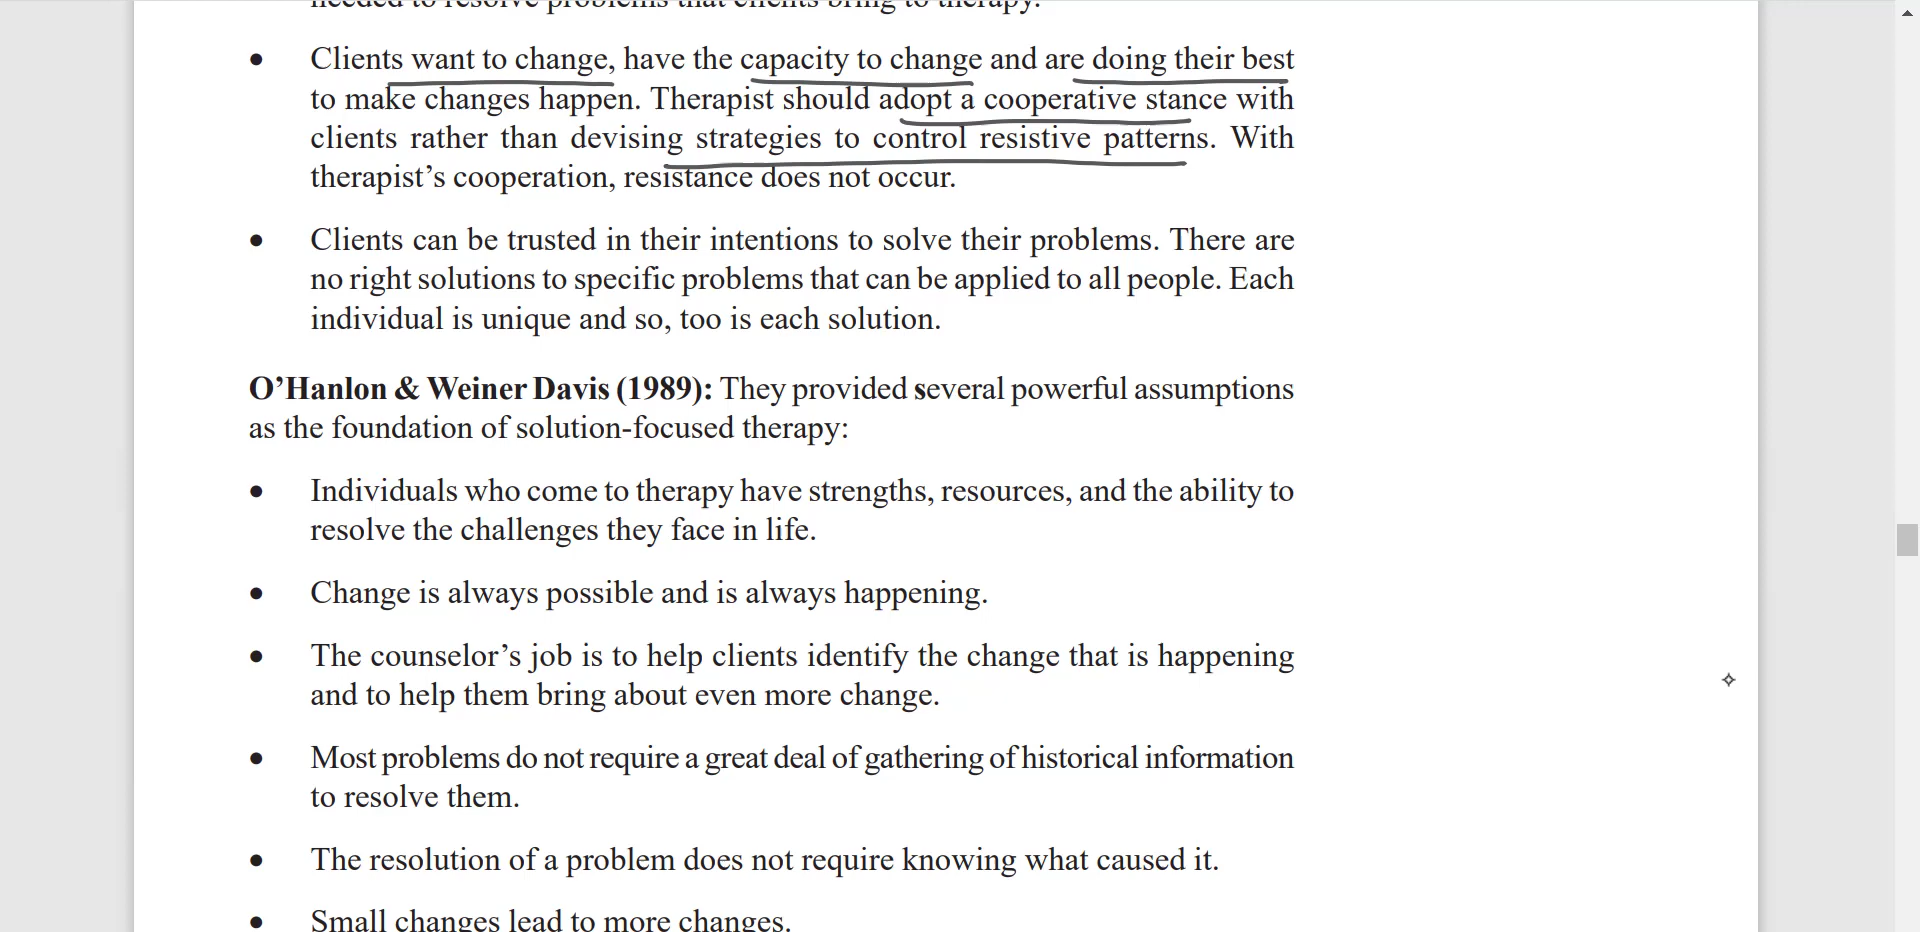 needed to resolve problems that clients bring to therapy.
• Clients want to change, have the capacity to change and are doing their best
to make changes happen. Therapist should adopt a cooperative stance with
clients rather than devising strategies to control resistive patterns. With
therapist’s cooperation, resistance does not occur.
• Clients can be trusted in their intentions to solve their problems. There are
no right solutions to specific problems that can be applied to all people. Each
individual is unique and so, too is each solution.
O’Hanlon & Weiner Davis (1989): They provided several powerful assumptions
as the foundation of solution-focused therapy:
• Individuals who come to therapy have strengths, resources, and the ability to
resolve the challenges they face in life.
• Change is always possible and is always happening.
• The counselor’s job is to help clients identify the change that is happening
and to help them bring about even more change.
• Most problems do not require a great deal of gathering of historical information
to resolve them.
• The resolution of a problem does not require knowing what caused it.
• Small changes lead to more changes.